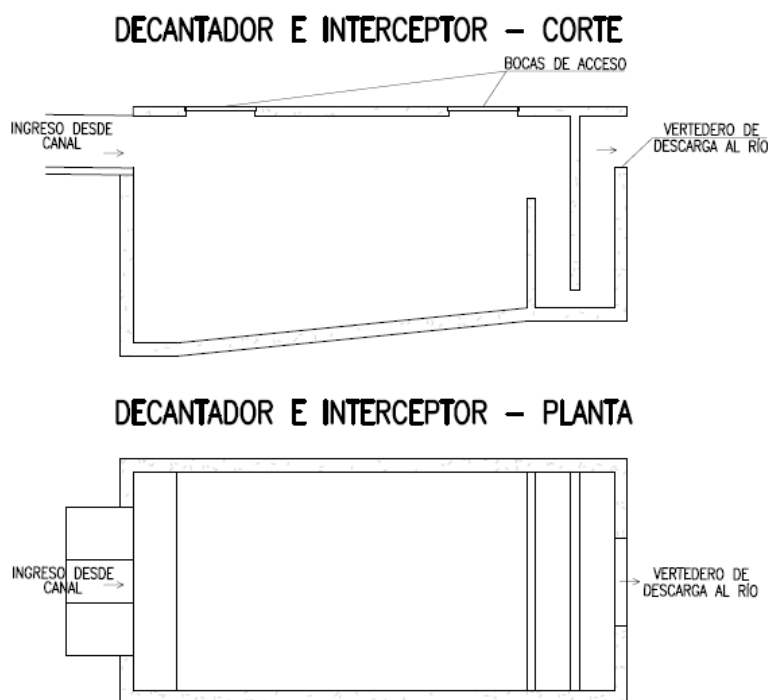 DECANTADOR E INTERCEPTOR – CORTE
BOCAS DE ACCESO
INGRESO DESDE
CANAL
VERTEDERO DE
DESCARGA AL RÍO
DECANTADOR E INTERCEPTOR – PLANTA
INGRESO DESDE
CANAL
VERTEDERO DE
DESCARGA AL RÍO